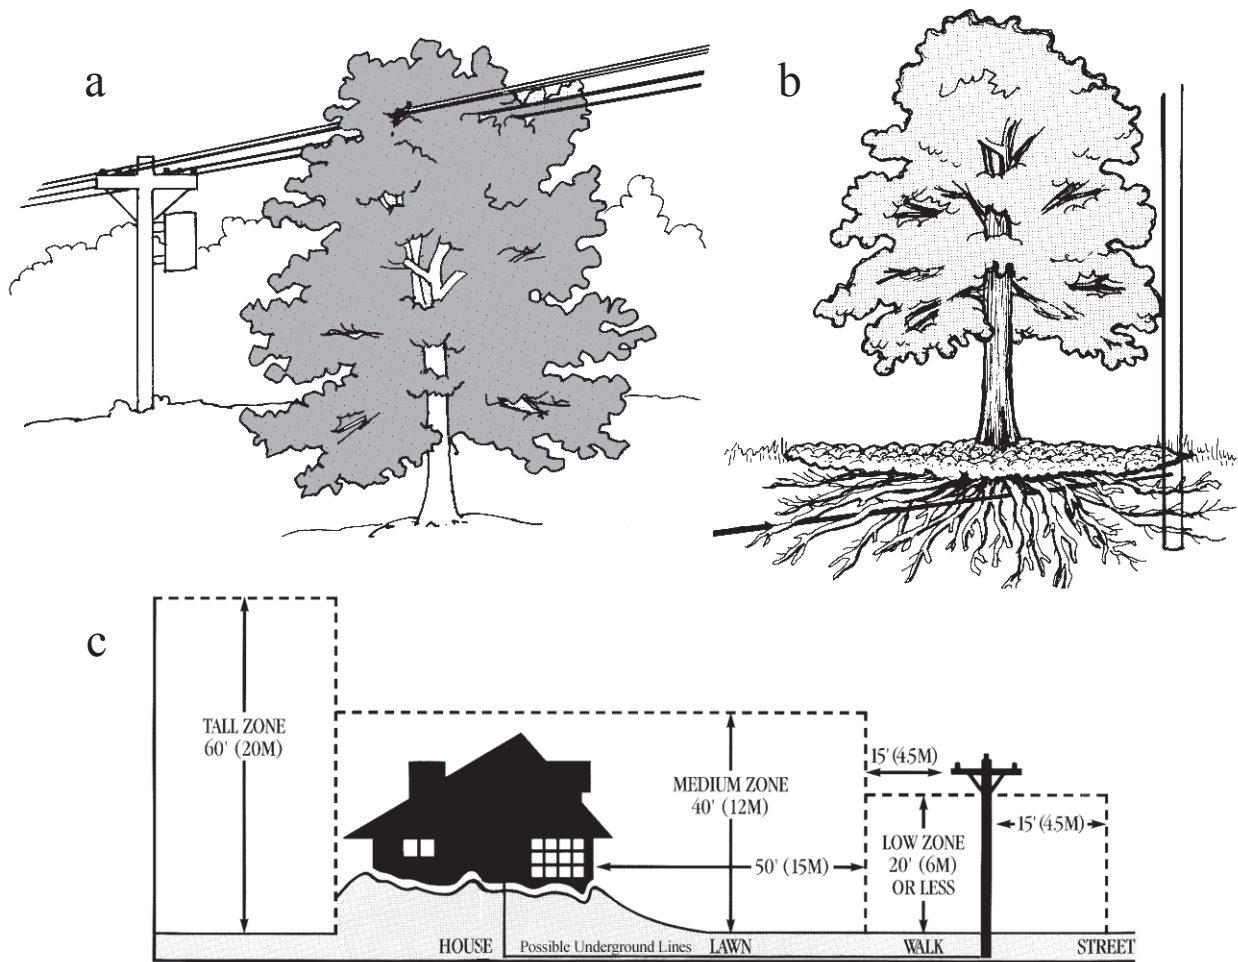 a
b
c
TALL ZONE
60' (20M)
MEDIUM ZONE
40' (12M)
15' (4.5M)
15' (4.5M)
LOW ZONE
20' (6M)
OR LESS
50' (15M)
HOUSE
Possible Underground Lines
LAWN
WALK
STREET